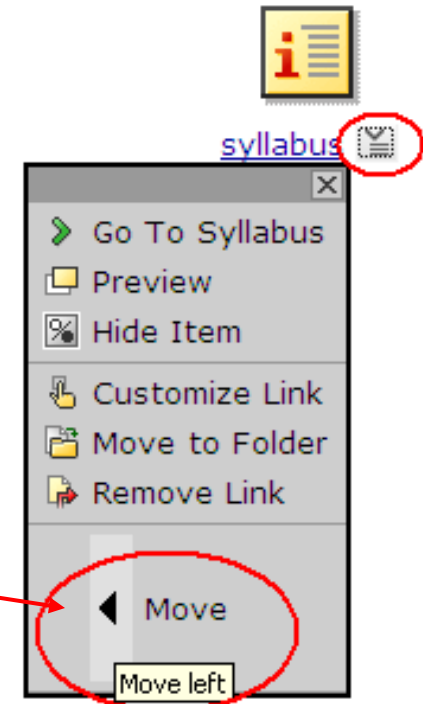 syllabus
Go To Syllabus
Preview
Hide Item
Customize Link
Move to Folder
Remove Link
Move
Move left